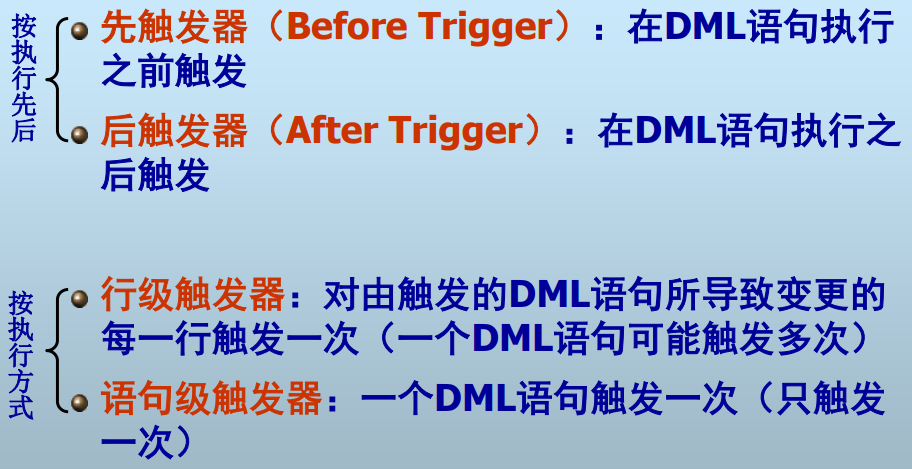 按执行先后
先触发器（Before Trigger）：在DML语句执行
之前触发
后触发器（After Trigger）：在DML语句执行之
后触发
按执行方式
行级触发器：对由触发的DML语句所导致变更的
每一行触发一次（一个DML语句可能触发多次）
语句级触发器：一个DML语句触发一次（只触发
一次）